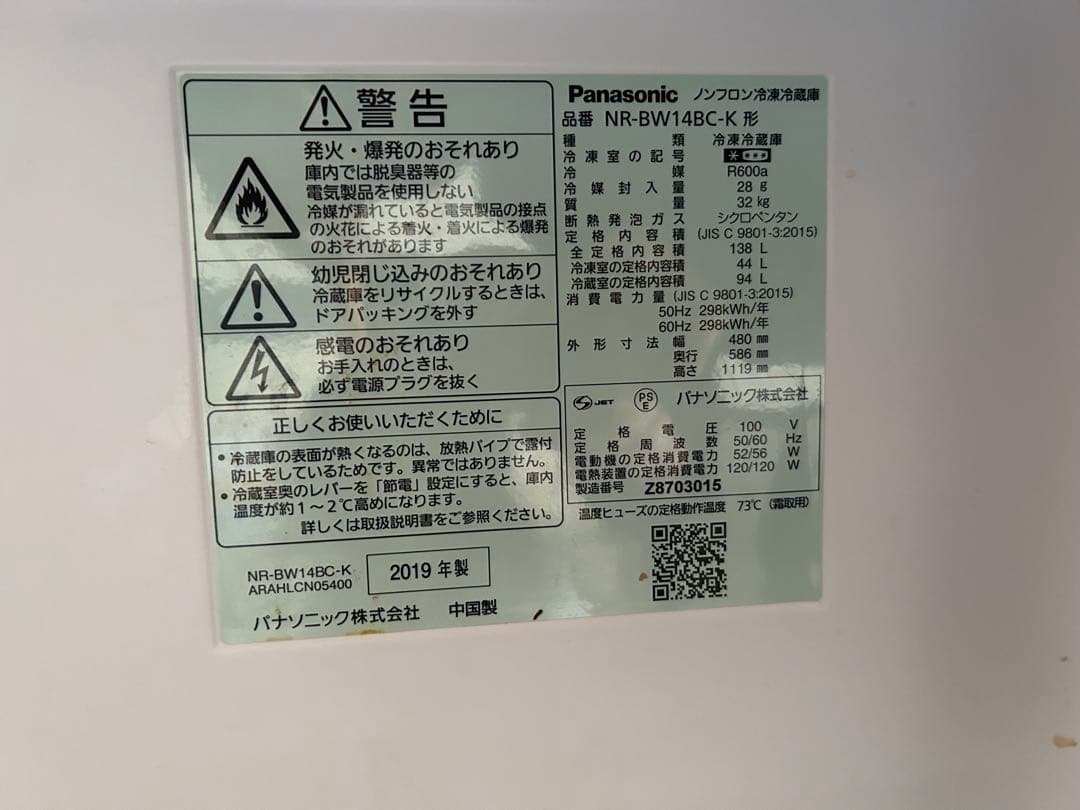 警告
発火・爆発のおそれあり
庫内では脱臭器等の
電気製品を使用しない
冷媒が漏れていると電気製品の接点
の火花による着火・着火による爆発
のおそれがあります
幼児閉じ込みのおそれあり
冷蔵庫をリサイクルするときは、
ドアパッキングを外す
感電のおそれあり
お手入れのときは、
必ず電源プラグを抜く
正しくお使いいただくために
• 冷蔵庫の表面が熱くなるのは、放熱パイプで露付
防止をしているためです。異常ではありません。
• 冷蔵室奥のレバーを「節電」設定にすると、庫内
温度が約1～2℃高めになります。
詳しくは取扱説明書をご参照ください。
NR-BW14BC-K
ARAHLCN05400
2019 年製
パナソニック株式会社 中国製
Panasonic ノンフロン冷凍冷蔵庫
品番 NR-BW14BC-K 形
種類 冷凍冷蔵庫
冷凍室の記号 ****
冷媒 R600a
冷媒封入量 28 g
質量 32 kg
断熱発泡ガス シクロペンタン
定格内容積 (JIS C 9801-3:2015)
全定格内容積 138 L
冷凍室の定格内容積 44 L
冷蔵室の定格内容積 94 L
消費電力量 (JIS C 9801-3:2015)
50Hz 298kWh/年
60Hz 298kWh/年
外形寸法 幅 480 mm
奥行 586 mm
高さ 1119 mm
JET PS E パナソニック株式会社
定格電圧 100 V
定格周波数 50/60 Hz
電動機の定格消費電力 52/56 W
電熱装置の定格消費電力 120/120 W
製造番号 Z8703015
温度ヒューズの定格動作温度 73℃ (霜取用)